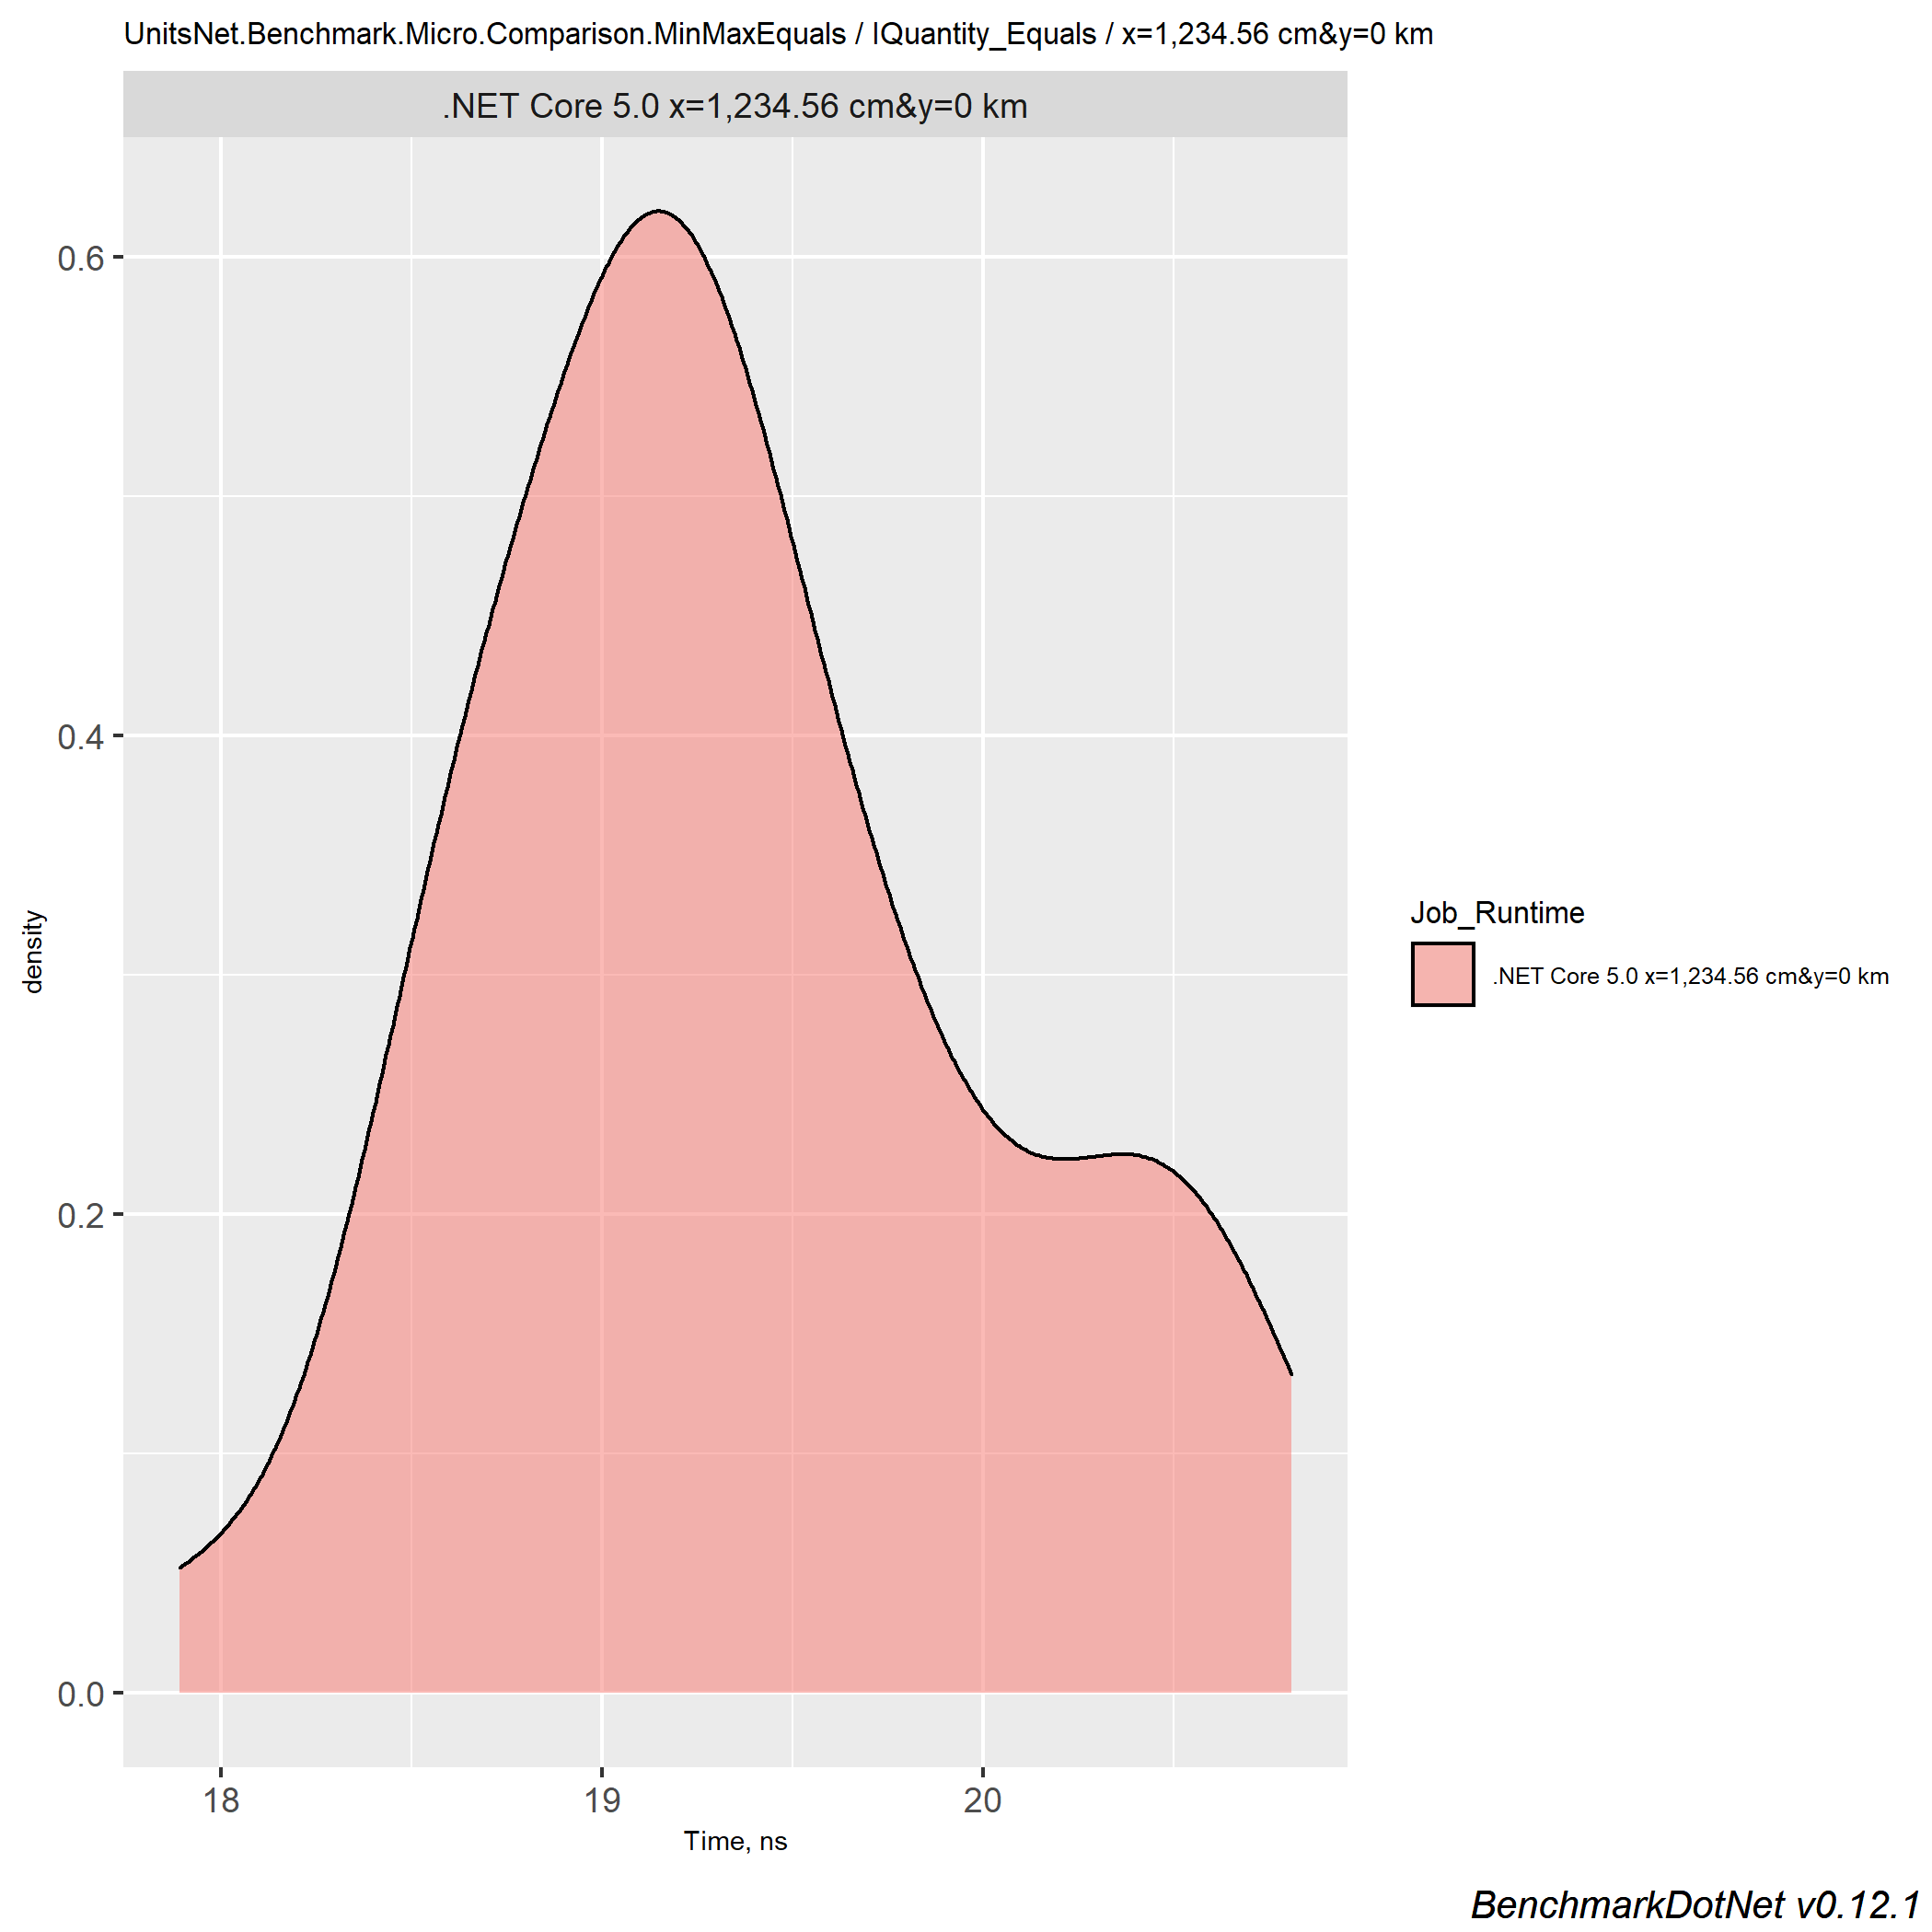 UnitsNet.Benchmark.Micro.Comparison.MinMaxEquals / IQuantity_Equals / x=1,234.56 cm&y=0 km
.NET Core 5.0 x=1,234.56 cm&y=0 km
0.6
0.4
0.2
0.0
density
18 19 20
Time, ns
Job_Runtime
.NET Core 5.0 x=1,234.56 cm&y=0 km
BenchmarkDotNet v0.12.1